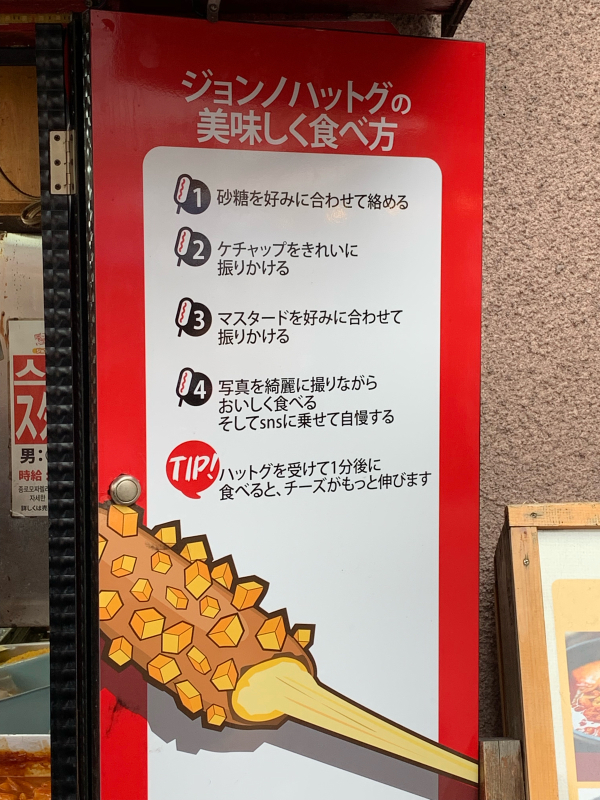 ジョンノハットグの
美味しく食べ方
1 砂糖を好みに合わせて絡める
2 ケチャップをきれいに
振りかける
3 マスタードを好みに合わせて
振りかける
4 写真を綺麗に撮りながら
おいしく食べる
そしてsnsに乗せて自慢する
TIP! ハットグを受けて1分後に
食べると、チーズがもっと伸びます
男:
時給